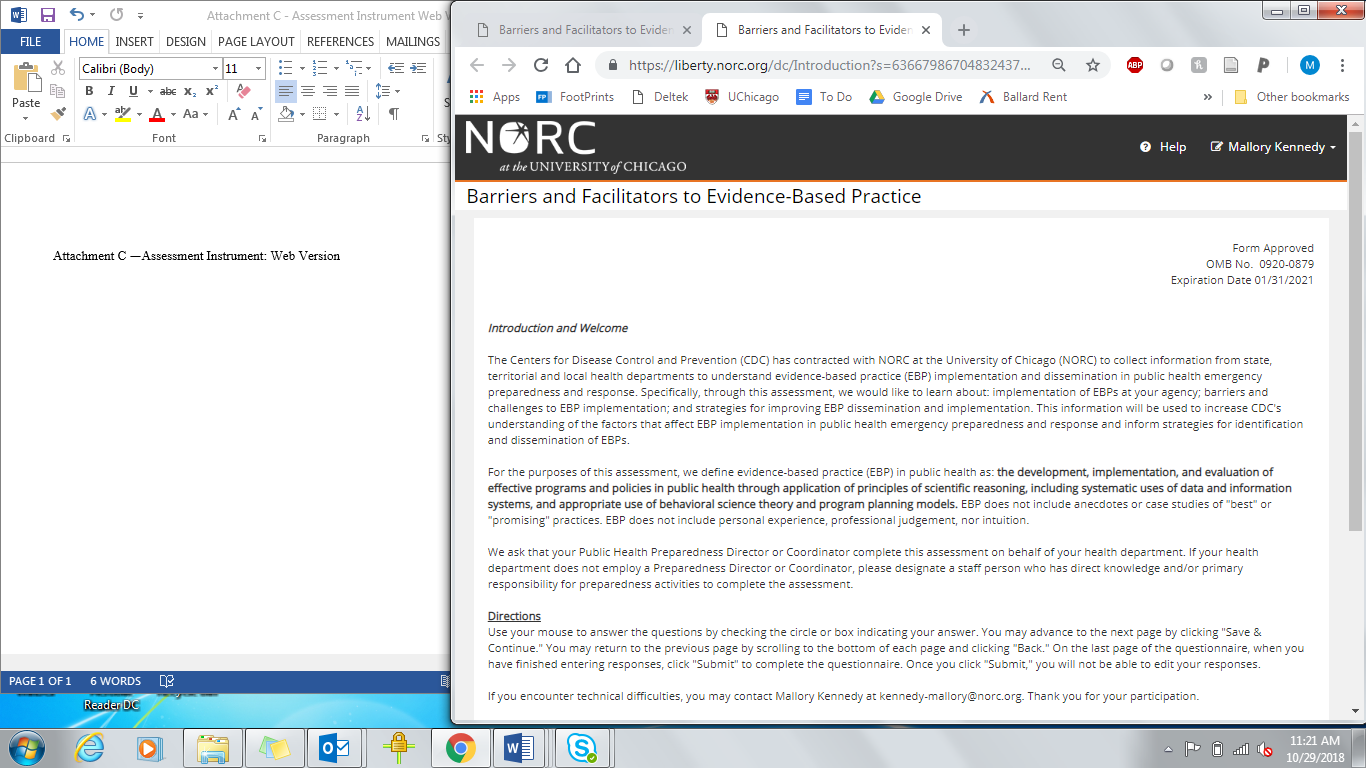 Attachment C - Assessment Instrument Web V
FILE HOME INSERT DESIGN PAGE LAYOUT REFERENCES MAILINGS
Paste
Calibri (Body) 11
B I U abc x₂ x²
A ab A Aa A A
Clipboard Font Paragraph
Attachment C —Assessment Instrument: Web Version
PAGE 1 OF 1 6 WORDS
Reader DC
Barriers and Facilitators to Eviden
Barriers and Facilitators to Eviden
https://liberty.norc.org/dc/Introduction?s=63667986704832437...
ABP
M
Apps FootPrints Deltek UChicago To Do Google Drive Ballard Rent » Other bookmarks
NORC
at the UNIVERSITY of CHICAGO
Help Mallory Kennedy
Barriers and Facilitators to Evidence-Based Practice
Form Approved
OMB No. 0920-0879
Expiration Date 01/31/2021
Introduction and Welcome
The Centers for Disease Control and Prevention (CDC) has contracted with NORC at the University of Chicago (NORC) to collect information from state,
territorial and local health departments to understand evidence-based practice (EBP) implementation and dissemination in public health emergency
preparedness and response. Specifically, through this assessment, we would like to learn about: implementation of EBPs at your agency; barriers and
challenges to EBP implementation; and strategies for improving EBP dissemination and implementation. This information will be used to increase CDC's
understanding of the factors that affect EBP implementation in public health emergency preparedness and response and inform strategies for identification
and dissemination of EBPs.
For the purposes of this assessment, we define evidence-based practice (EBP) in public health as: the development, implementation, and evaluation of
effective programs and policies in public health through application of principles of scientific reasoning, including systematic uses of data and information
systems, and appropriate use of behavioral science theory and program planning models. EBP does not include anecdotes or case studies of "best" or
"promising" practices. EBP does not include personal experience, professional judgement, nor intuition.
We ask that your Public Health Preparedness Director or Coordinator complete this assessment on behalf of your health department. If your health
department does not employ a Preparedness Director or Coordinator, please designate a staff person who has direct knowledge and/or primary
responsibility for preparedness activities to complete the assessment.
Directions
Use your mouse to answer the questions by checking the circle or box indicating your answer. You may advance to the next page by clicking "Save &
Continue." You may return to the previous page by scrolling to the bottom of each page and clicking "Back." On the last page of the questionnaire, when you
have finished entering responses, click "Submit" to complete the questionnaire. Once you click "Submit," you will not be able to edit your responses.
If you encounter technical difficulties, you may contact Mallory Kennedy at kennedy-mallory@norc.org. Thank you for your participation.
11:21 AM
10/29/2018